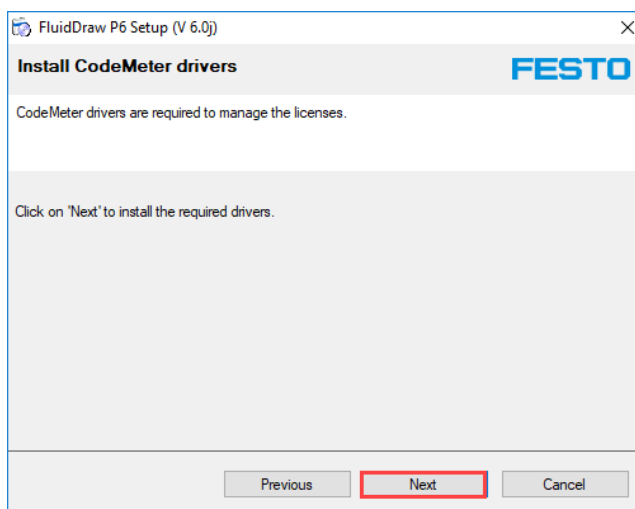 FluidDraw P6 Setup (V 6.0j)
Install CodeMeter drivers
FESTO
CodeMeter drivers are required to manage the licenses.
Click on 'Next' to install the required drivers.
Previous
Next
Cancel